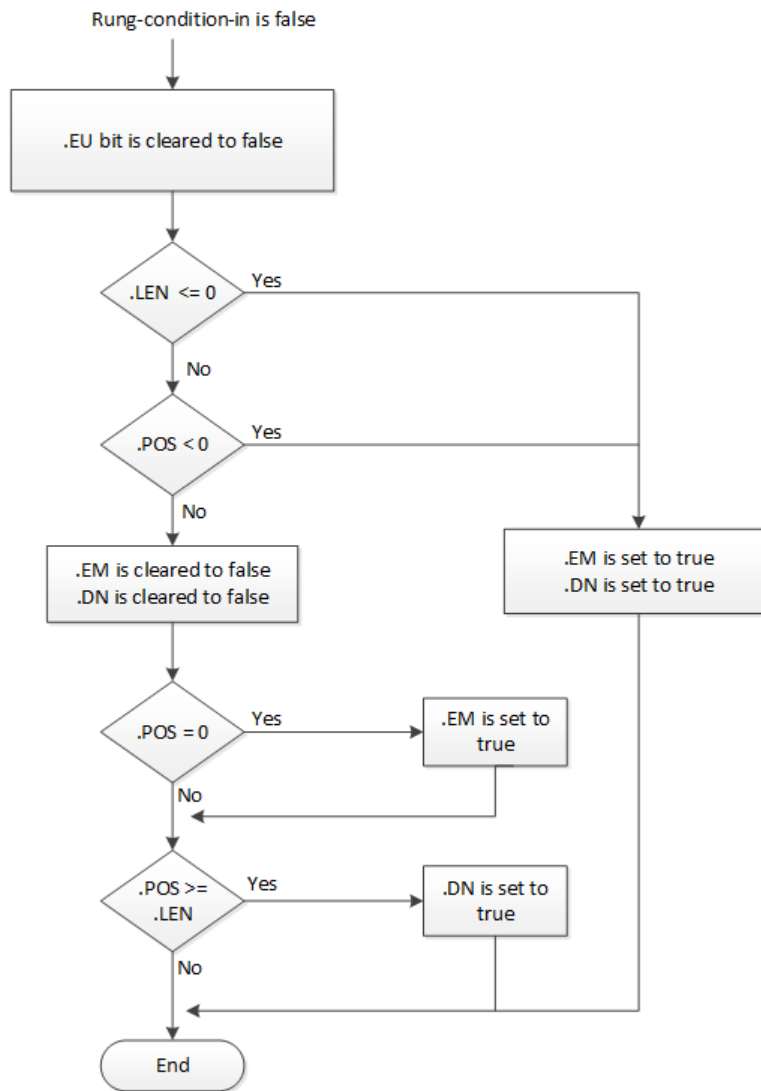 Rung-condition-in is false
.EU bit is cleared to false
.LEN <= 0
Yes
No
.POS < 0
Yes
No
.EM is cleared to false
.DN is cleared to false
.EM is set to true
.DN is set to true
.POS = 0
Yes
.EM is set to
true
No
.POS >=
.LEN
Yes
.DN is set to
true
No
End